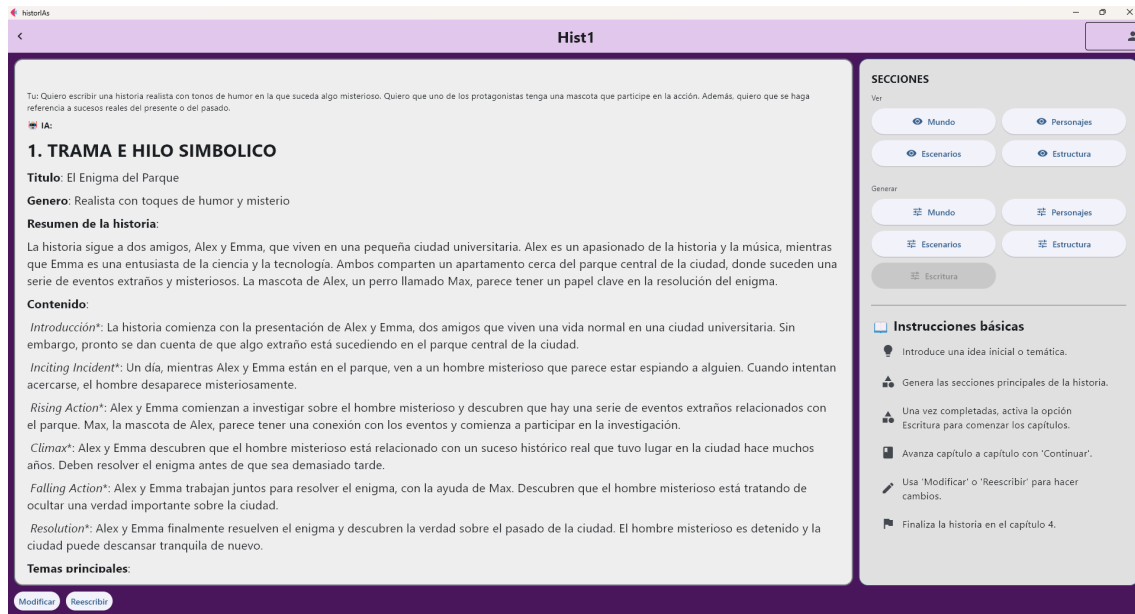 historIAs
Hist1
Tu: Quiero escribir una historia realista con tonos de humor en la que suceda algo misterioso. Quiero que uno de los protagonistas tenga una mascota que participe en la acción. Además, quiero que se haga
referencia a sucesos reales del presente o del pasado.
IA:
1. TRAMA E HILO SIMBOLICO
Titulo: El Enigma del Parque
Genero: Realista con toques de humor y misterio
Resumen de la historia:
La historia sigue a dos amigos, Alex y Emma, que viven en una pequeña ciudad universitaria. Alex es un apasionado de la historia y la música, mientras
que Emma es una entusiasta de la ciencia y la tecnología. Ambos comparten un apartamento cerca del parque central de la ciudad, donde suceden una
serie de eventos extraños y misteriosos. La mascota de Alex, un perro llamado Max, parece tener un papel clave en la resolución del enigma.
Contenido:
Introducción*: La historia comienza con la presentación de Alex y Emma, dos amigos que viven una vida normal en una ciudad universitaria. Sin
embargo, pronto se dan cuenta de que algo extraño está sucediendo en el parque central de la ciudad.
Inciting Incident*: Un día, mientras Alex y Emma están en el parque, ven a un hombre misterioso que parece estar espiando a alguien. Cuando intentan
acercarse, el hombre desaparece misteriosamente.
Rising Action*: Alex y Emma comienzan a investigar sobre el hombre misterioso y descubren que hay una serie de eventos extraños relacionados con
el parque. Max, la mascota de Alex, parece tener una conexión con los eventos y comienza a participar en la investigación.
Climax*: Alex y Emma descubren que el hombre misterioso está relacionado con un suceso histórico real que tuvo lugar en la ciudad hace muchos
años. Deben resolver el enigma antes de que sea demasiado tarde.
Falling Action*: Alex y Emma trabajan juntos para resolver el enigma, con la ayuda de Max. Descubren que el hombre misterioso está tratando de
ocultar una verdad importante sobre la ciudad.
Resolution*: Alex y Emma finalmente resuelven el enigma y descubren la verdad sobre el pasado de la ciudad. El hombre misterioso es detenido y la
ciudad puede descansar tranquila de nuevo.
Temas principales:
Modificar Reescribir
SECCIONES
Ver
Mundo Personajes
Escenarios Estructura
Generar
Mundo Personajes
Escenarios Estructura
Escritura
Instrucciones básicas
Introduce una idea inicial o temática.
Genera las secciones principales de la historia.
Una vez completadas, activa la opción
Escritura para comenzar los capítulos.
Avanza capítulo a capítulo con 'Continuar'.
Usa 'Modificar' o 'Reescribir' para hacer
cambios.
Finaliza la historia en el capítulo 4.